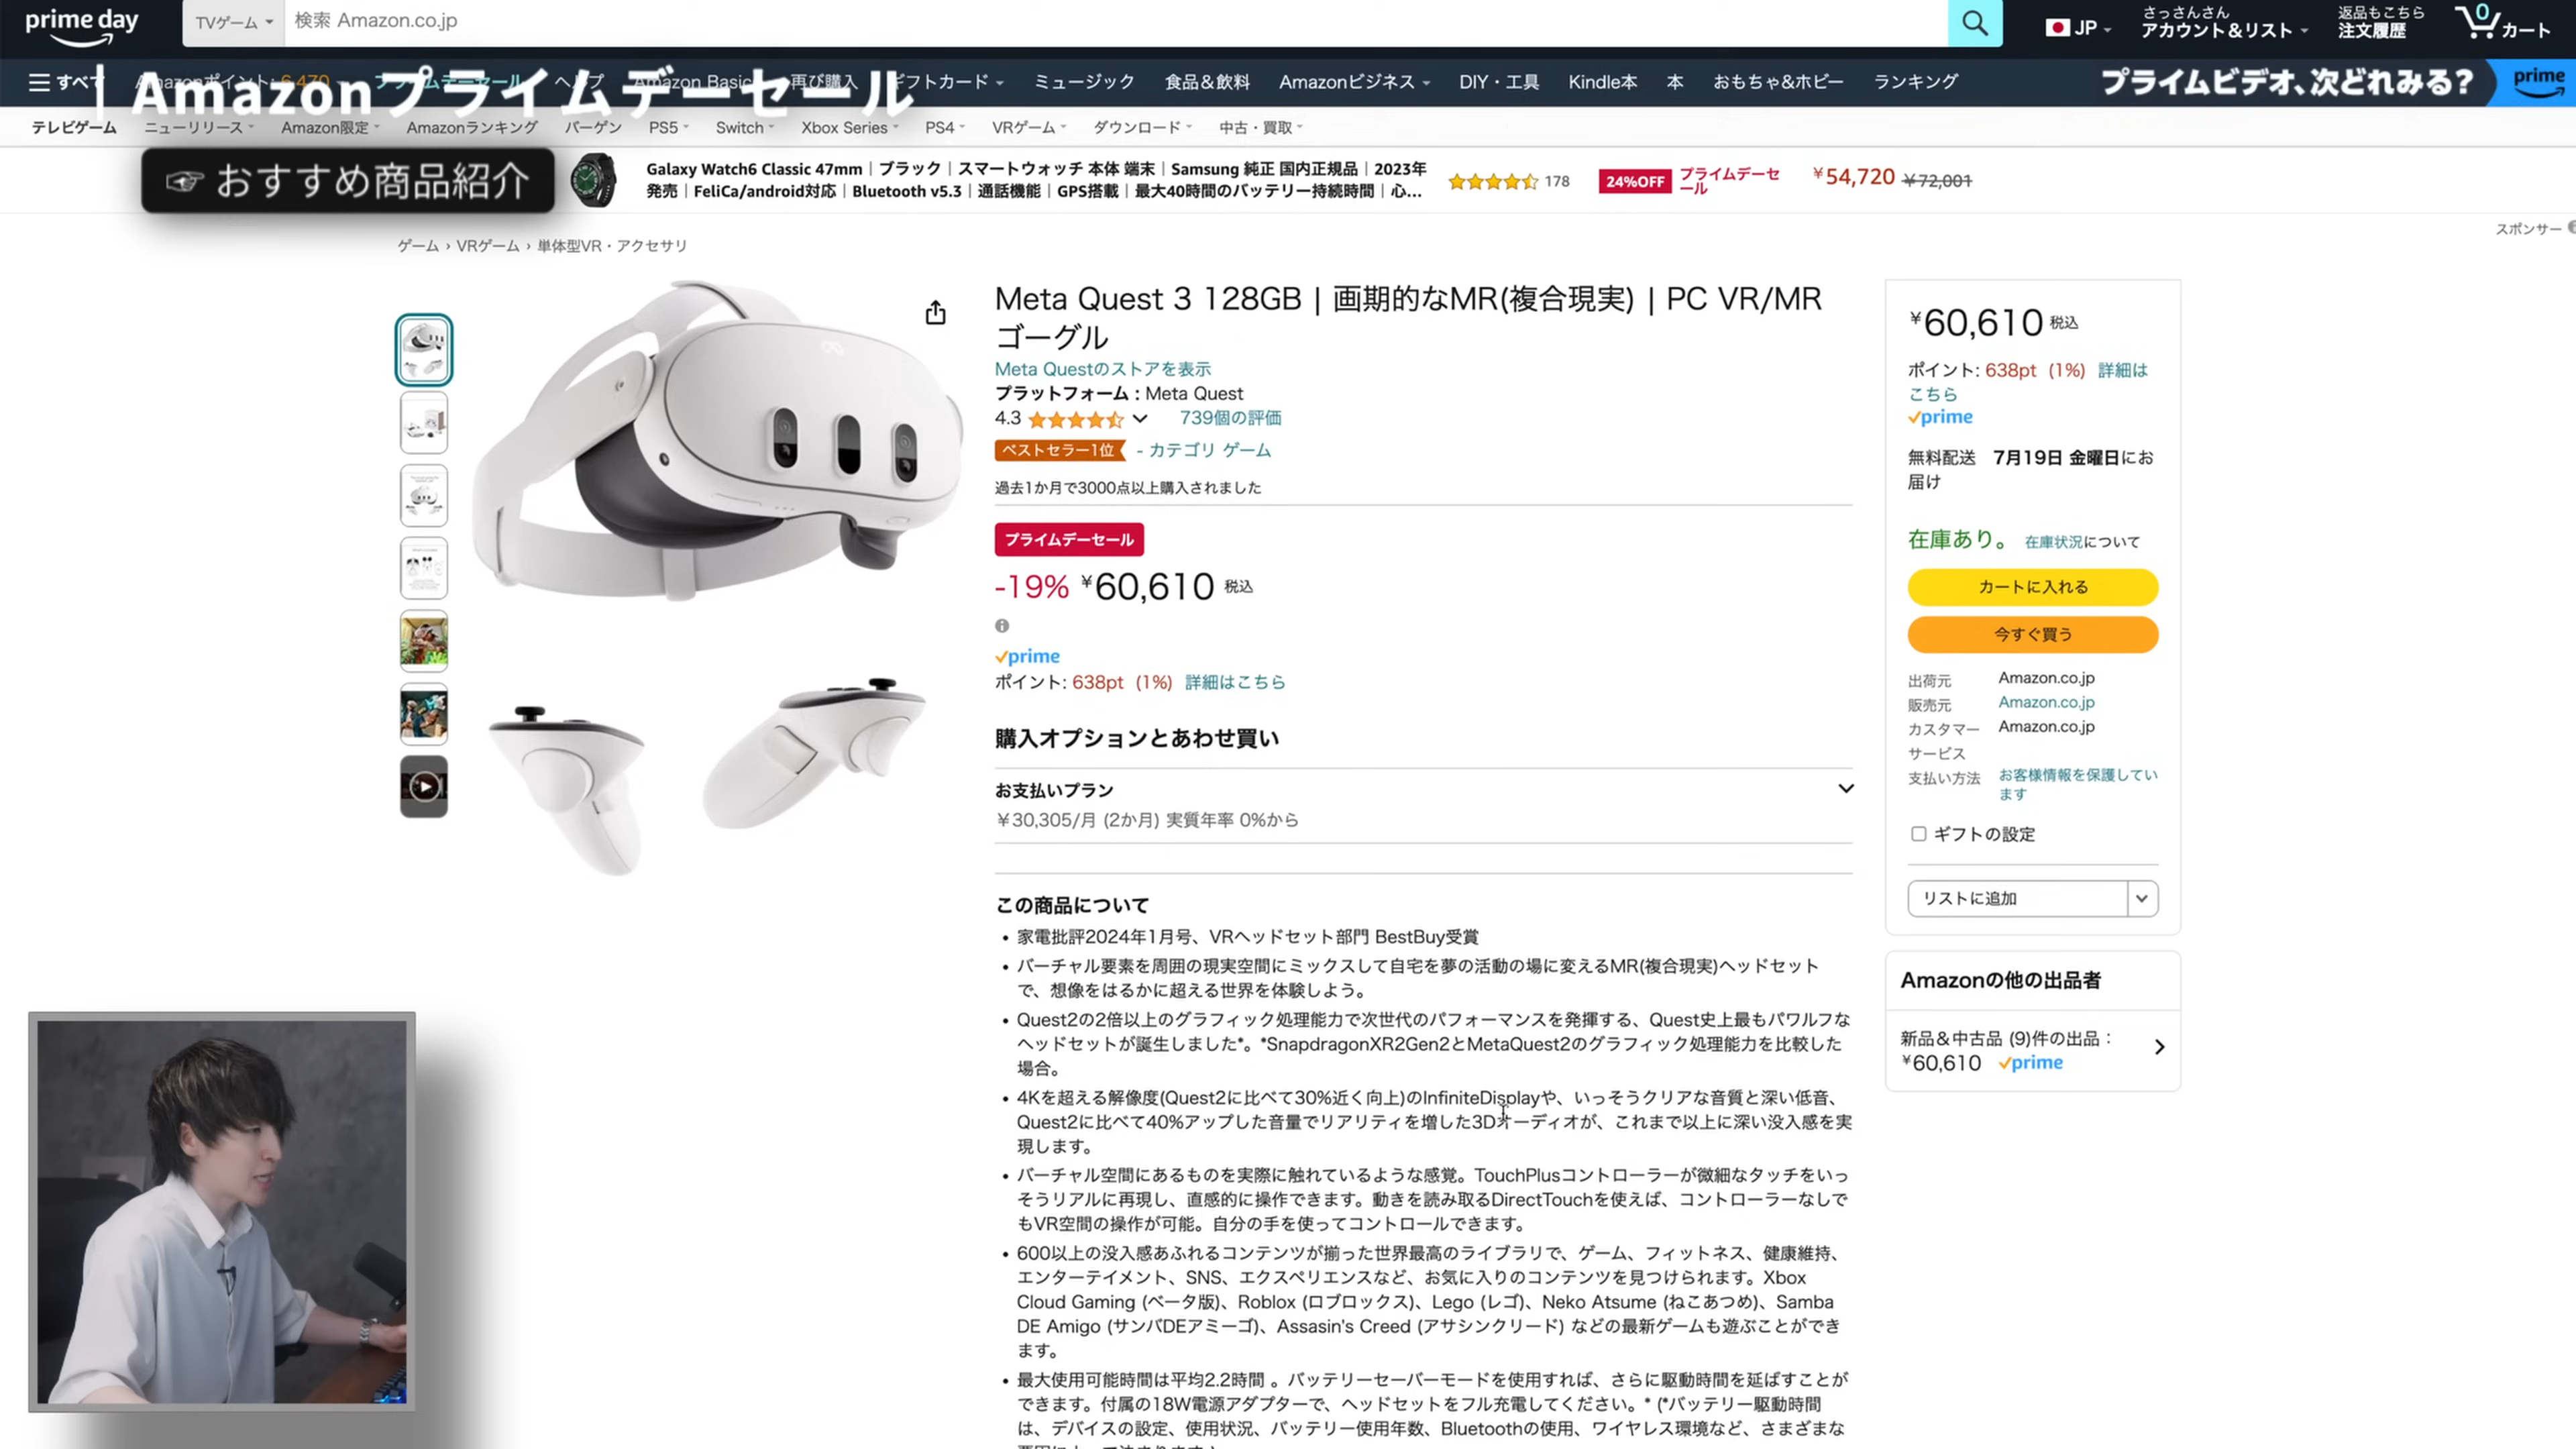 prime day
TVゲーム
検索 Amazon.co.jp
JP
さっさんさん
アカウント&リスト
返品もこちら
注文履歴
0
カート
すべて
Amazonポイント: 6,470
プライムデーセール
ヘルプ
Amazon Basic
再び購入
ギフトカード
ミュージック
食品&飲料
Amazonビジネス
DIY・工具
Kindle本
本
おもちゃ&ホビー
ランキング
プライムビデオ、次どれみる?
prime
| Amazonプライムデーセール
テレビゲーム
ニューリリース
Amazon限定
Amazonランキング
バーゲン
PS5
Switch
Xbox Series
PS4
VRゲーム
ダウンロード
中古・買取
☞ おすすめ商品紹介
Galaxy Watch6 Classic 47mm|ブラック|スマートウォッチ 本体 端末|Samsung 純正 国内正規品|2023年
発売|FeliCa/android対応|Bluetooth v5.3|通話機能|GPS搭載|最大40時間のバッテリー持続時間|心...
178
24%OFF
プライムデーセ
ール
¥54,720 ¥72,001
スポンサー
ゲーム › VRゲーム › 単体型VR・アクセサリ
Meta Quest 3 128GB | 画期的なMR(複合現実) | PC VR/MR
ゴーグル
Meta Questのストアを表示
プラットフォーム : Meta Quest
4.3
739個の評価
ベストセラー1位 - カテゴリ ゲーム
過去1か月で3000点以上購入されました
プライムデーセール
-19% ¥60,610 税込
prime
ポイント: 638pt (1%) 詳細はこちら
購入オプションとあわせ買い
お支払いプラン
¥30,305/月 (2か月) 実質年率 0%から
この商品について
• 家電批評2024年1月号、VRヘッドセット部門 BestBuy受賞
• バーチャル要素を周囲の現実空間にミックスして自宅を夢の活動の場に変えるMR(複合現実)ヘッドセット
で、想像をはるかに超える世界を体験しよう。
• Quest2の2倍以上のグラフィック処理能力で次世代のパフォーマンスを発揮する、Quest史上最もパワルフな
ヘッドセットが誕生しました*。*SnapdragonXR2Gen2とMetaQuest2のグラフィック処理能力を比較した
場合。
• 4Kを超える解像度(Quest2に比べて30%近く向上)のInfiniteDisplayや、いっそうクリアな音質と深い低音、
Quest2に比べて40%アップした音量でリアリティを増した3Dオーディオが、これまで以上に深い没入感を実
現します。
• バーチャル空間にあるものを実際に触れているような感覚。TouchPlusコントローラーが微細なタッチをいっ
そうリアルに再現し、直感的に操作できます。動きを読み取るDirectTouchを使えば、コントローラーなしで
もVR空間の操作が可能。自分の手を使ってコントロールできます。
• 600以上の没入感あふれるコンテンツが揃った世界最高のライブラリで、ゲーム、フィットネス、健康維持、
エンターテイメント、SNS、エクスペリエンスなど、お気に入りのコンテンツを見つけられます。Xbox
Cloud Gaming (ベータ版)、Roblox (ロブロックス)、Lego (レゴ)、Neko Atsume (ねこあつめ)、Samba
DE Amigo (サンバDEアミーゴ)、Assasin's Creed (アサシンクリード) などの最新ゲームも遊ぶことができ
ます。
• 最大使用可能時間は平均2.2時間 。バッテリーセーバーモードを使用すれば、さらに駆動時間を延ばすことが
できます。付属の18W電源アダプターで、ヘッドセットをフル充電してください。* (*バッテリー駆動時間
は、デバイスの設定、使用状況、バッテリー使用年数、Bluetoothの使用、ワイヤレス環境など、さまざまな
¥60,610 税込
ポイント: 638pt (1%) 詳細は
こちら
prime
無料配送 7月19日 金曜日にお
届け
在庫あり。 在庫状況について
カートに入れる
今すぐ買う
出荷元 Amazon.co.jp
販売元 Amazon.co.jp
カスタマー Amazon.co.jp
サービス
支払い方法 お客様情報を保護してい
ます
ギフトの設定
リストに追加
Amazonの他の出品者
新品&中古品 (9)件の出品 :
¥60,610 prime